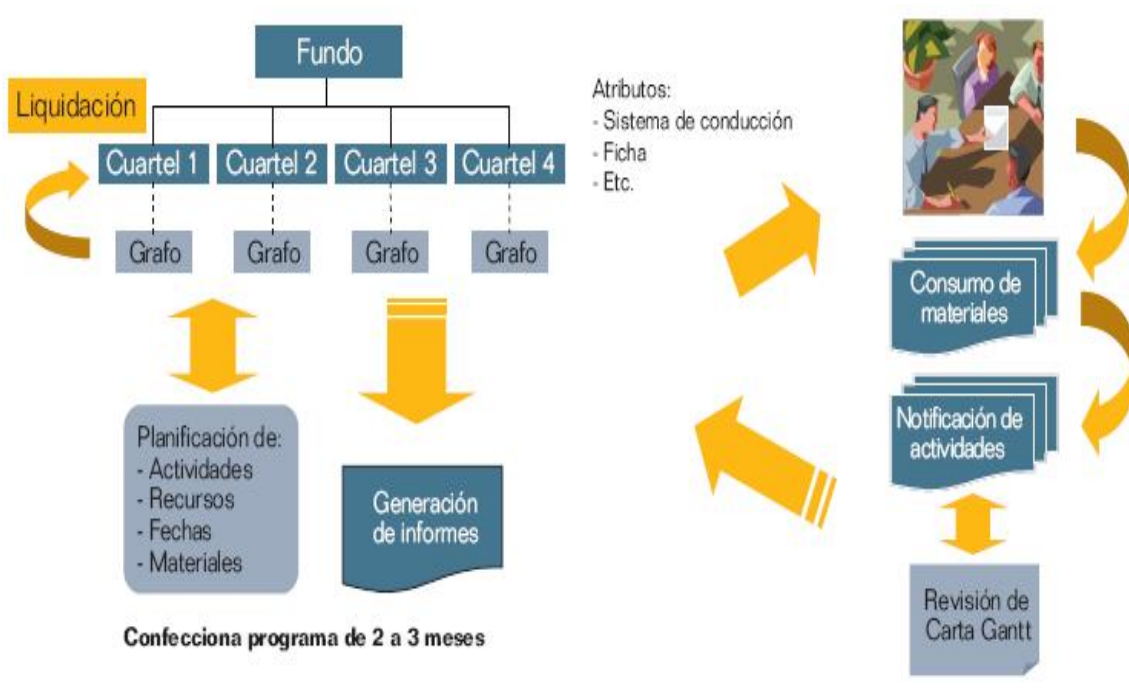 Fundo
Liquidación
Cuartel 1
Cuartel 2
Cuartel 3
Cuartel 4
Grafo
Grafo
Grafo
Grafo
Planificación de:
- Actividades
- Recursos
- Fechas
- Materiales
Generación
de informes
Confecciona programa de 2 a 3 meses
Atributos:
- Sistema de conducción
- Ficha
- Etc.
Consumo de
materiales
Notificación de
actividades
Revisión de
Carta Gantt